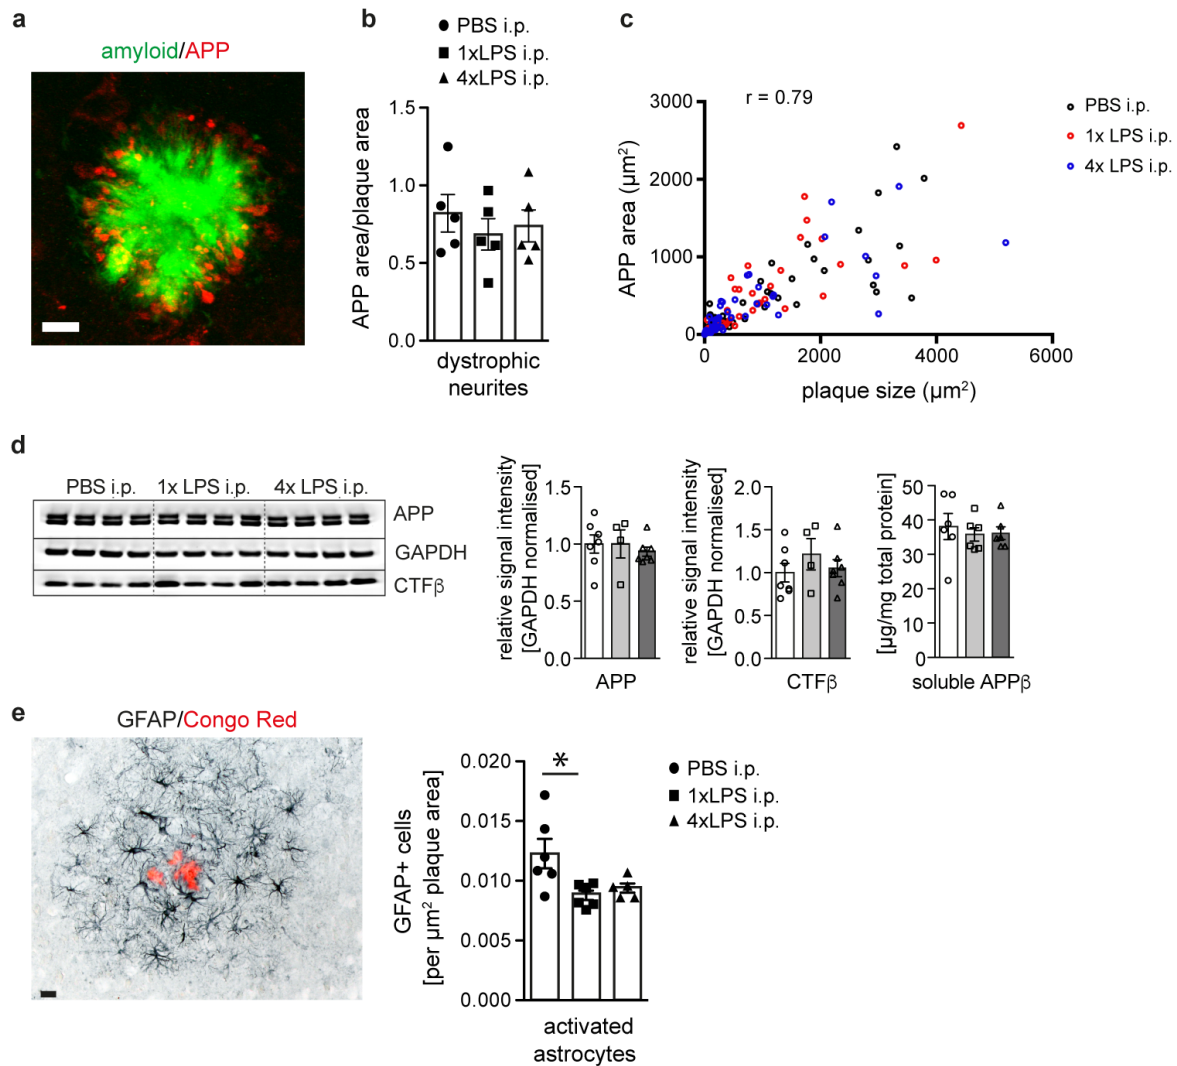 a
amyloid/APP
b
PBS i.p.
1xLPS i.p.
4xLPS i.p.
APP area/plaque area
1.5
1.0
0.5
0.0
dystrophic
neurites
c
r = 0.79
APP area (µm²)
3000
2000
1000
0
0
2000
4000
6000
plaque size (µm²)
PBS i.p.
1x LPS i.p.
4x LPS i.p.
d
PBS i.p.
1x LPS i.p.
4x LPS i.p.
APP
GAPDH
CTFβ
relative signal intensity
[GAPDH normalised]
1.5
1.0
0.5
0.0
APP
relative signal intensity
[GAPDH normalised]
2.0
1.5
1.0
0.5
0.0
CTFβ
[µg/mg total protein]
50
40
30
20
10
0
soluble APPβ
e
GFAP/Congo Red
GFAP+ cells
[per µm² plaque area]
0.020
0.015
0.010
0.005
0.000
*
activated
astrocytes
PBS i.p.
1xLPS i.p.
4xLPS i.p.